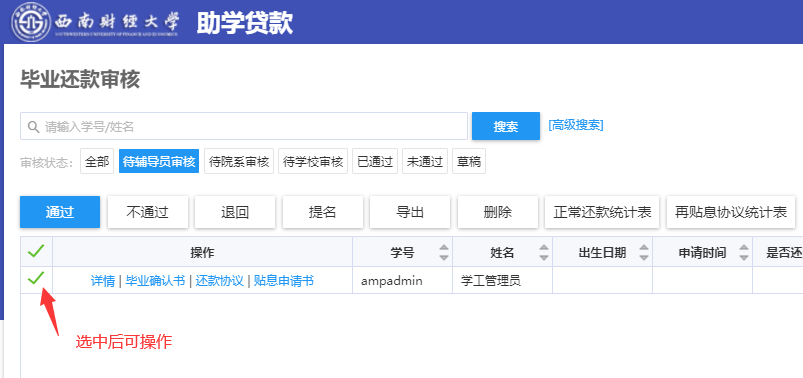 西南财经大学 助学贷款
SOUTHWESTERN UNIVERSITY OF FINANCE AND ECONOMICS
毕业还款审核
请输入学号/姓名 搜索 [高级搜索]
审核状态: 全部 待辅导员审核 待院系审核 待学校审核 已通过 未通过 草稿
通过 不通过 退回 提名 导出 删除 正常还款统计表 再贴息协议统计表
操作 学号 姓名 出生日期 申请时间 是否还
详情 | 毕业确认书 | 还款协议 | 贴息申请书 ampadmin 学工管理员
选中后可操作